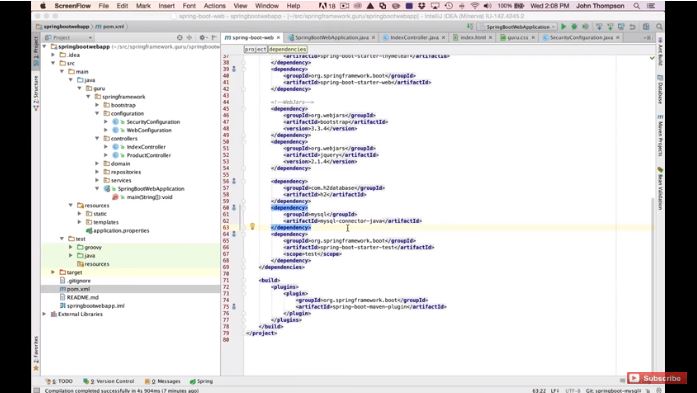 ScreenFlow File Edit Mark Insert Font Actions View Arrange Window Help
100% Wed 2:08 PM John Thompson
spring-boot-web - [~/src/springframework.guru/springbootwebapp] - IntelliJ IDEA (Minerva) IU-142.4245.2
springbootwebapp pom.xml
SpringBootWebApplication
Project
spring-boot-web
SpringBootWebApplication.java
IndexController.java
index.html
guru.css
SecurityConfiguration.java
springbootwebapp
.idea
src
main
java
guru
springframework
bootstrap
configuration
SecurityConfiguration
WebConfiguration
controllers
IndexController
ProductController
domain
repositories
services
SpringBootWebApplication
main(String[]):void
resources
static
templates
application.properties
test
groovy
java
resources
target
.gitignore
pom.xml
README.md
springbootwebapp.iml
External Libraries
project dependencies
37 <artifactId>spring-boot-starter-thymeleaf</artifactId>
38 </dependency>
39 <dependency>
40 <groupId>org.springframework.boot</groupId>
41 <artifactId>spring-boot-starter-web</artifactId>
42 </dependency>
43
44 <!--WebJars-->
45 <dependency>
46 <groupId>org.webjars</groupId>
47 <artifactId>bootstrap</artifactId>
48 <version>3.3.4</version>
49 </dependency>
50 <dependency>
51 <groupId>org.webjars</groupId>
52 <artifactId>jquery</artifactId>
53 <version>2.1.4</version>
54 </dependency>
55
56 <dependency>
57 <groupId>com.h2database</groupId>
58 <artifactId>h2</artifactId>
59 </dependency>
60 <dependency>
61 <groupId>mysql</groupId>
62 <artifactId>mysql-connector-java</artifactId>
63 </dependency>
64 <dependency>
65 <groupId>org.springframework.boot</groupId>
66 <artifactId>spring-boot-starter-test</artifactId>
67 <scope>test</scope>
68 </dependency>
69 </dependencies>
70
71 <build>
72 <plugins>
73 <plugin>
74 <groupId>org.springframework.boot</groupId>
75 <artifactId>spring-boot-maven-plugin</artifactId>
76 </plugin>
77 </plugins>
78 </build>
79 </project>
80
1: Project
7: Structure
2: Favorites
Ant Build
Database
Maven Projects
Bean Validation
6: TODO 9: Version Control 0: Messages Spring
Compilation completed successfully in 4s 904ms (7 minutes ago)
63:22 LF UTF-8 Git: springboot-mysql
Subscribe